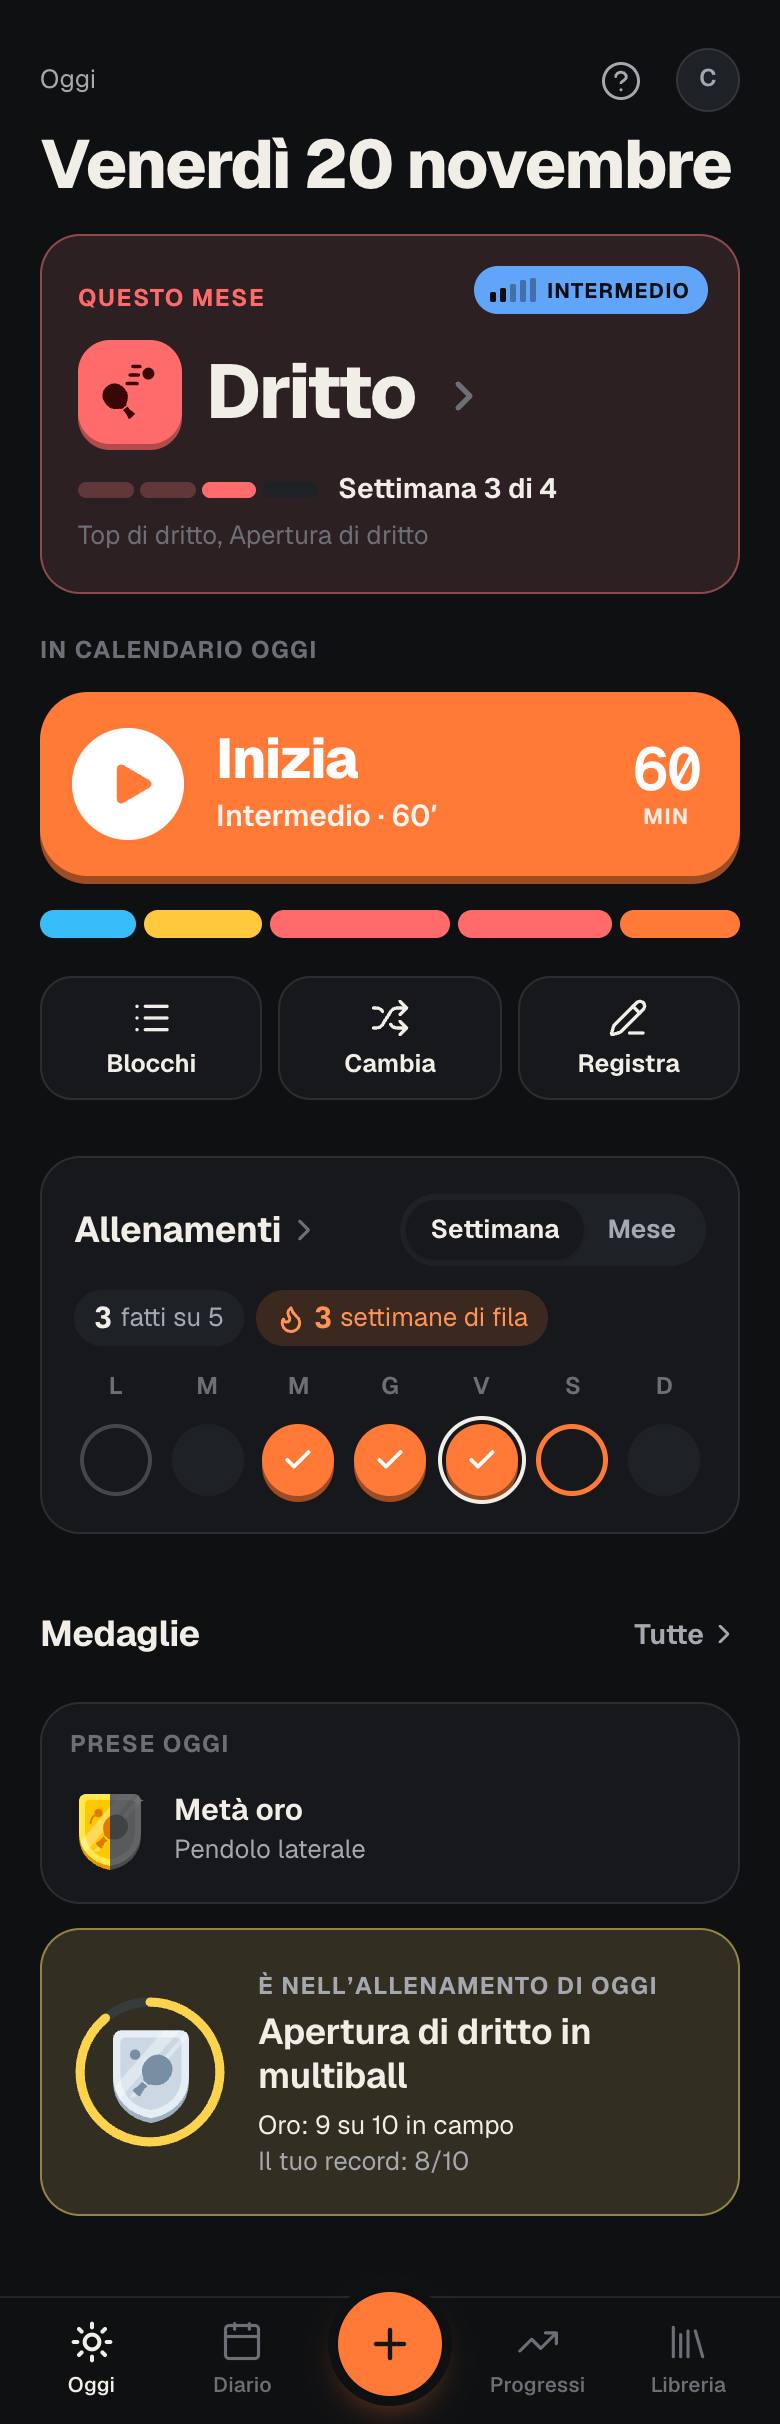 Oggi
C
Venerdì 20 novembre
QUESTO MESE
INTERMEDIO
Dritto
Settimana 3 di 4
Top di dritto, Apertura di dritto
IN CALENDARIO OGGI
Inizia
Intermedio · 60′
60
MIN
Blocchi
Cambia
Registra
Allenamenti
Settimana
Mese
3 fatti su 5
3 settimane di fila
L M M G V S D
Medaglie
Tutte
PRESE OGGI
Metà oro
Pendolo laterale
È NELL’ALLENAMENTO DI OGGI
Apertura di dritto in
multiball
Oro: 9 su 10 in campo
Il tuo record: 8/10
Oggi
Diario
Progressi
Libreria